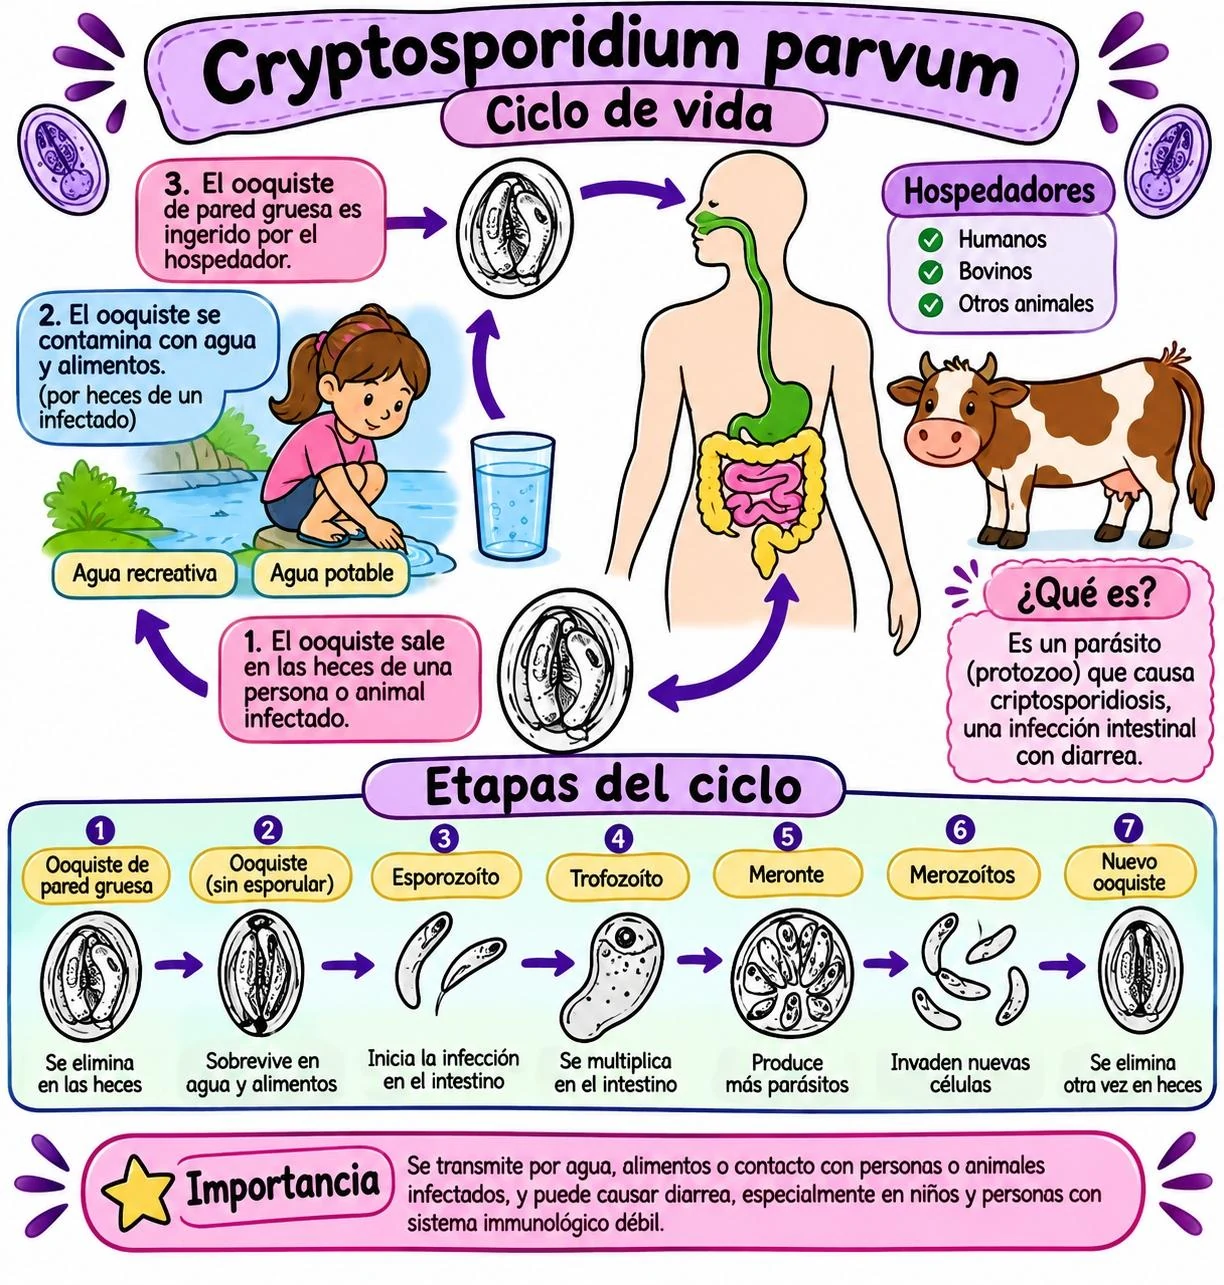 Cryptosporidium parvum
Ciclo de vida
3. El ooquiste
de pared gruesa es
ingerido por el
hospedador.
Hospedadores
Humanos
Bovinos
Otros animales
2. El ooquiste se
contamina con agua
y alimentos.
(por heces de un
infectado)
Agua recreativa
Agua potable
1. El ooquiste sale
en las heces de una
persona o animal
infectado.
¿Qué es?
Es un parásito
(protozoo) que causa
criptosporidiosis,
una infección intestinal
con diarrea.
Etapas del ciclo
1
Ooquiste de
pared gruesa
Se elimina
en las heces
2
Ooquiste
(sin esporular)
Sobrevive en
agua y alimentos
3
Esporozoíto
Inicia la infección
en el intestino
4
Trofozoíto
Se multiplica
en el intestino
5
Meronte
Produce
más parásitos
6
Merozoítos
Invaden nuevas
células
7
Nuevo
ooquiste
Se elimina
otra vez en heces
Importancia
Se transmite por agua, alimentos o contacto con personas o animales
infectados, y puede causar diarrea, especialmente en niños y personas con
sistema immunológico débil.